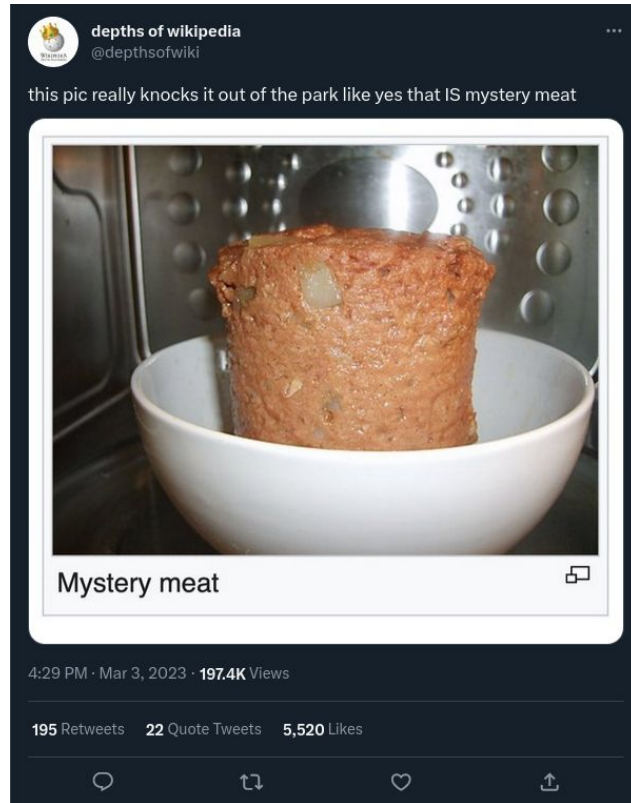 depths of wikipedia
@depthsofwiki
this pic really knocks it out of the park like yes that IS mystery meat
Mystery meat
4:29 PM · Mar 3, 2023 · 197.4K Views
195 Retweets 22 Quote Tweets 5,520 Likes